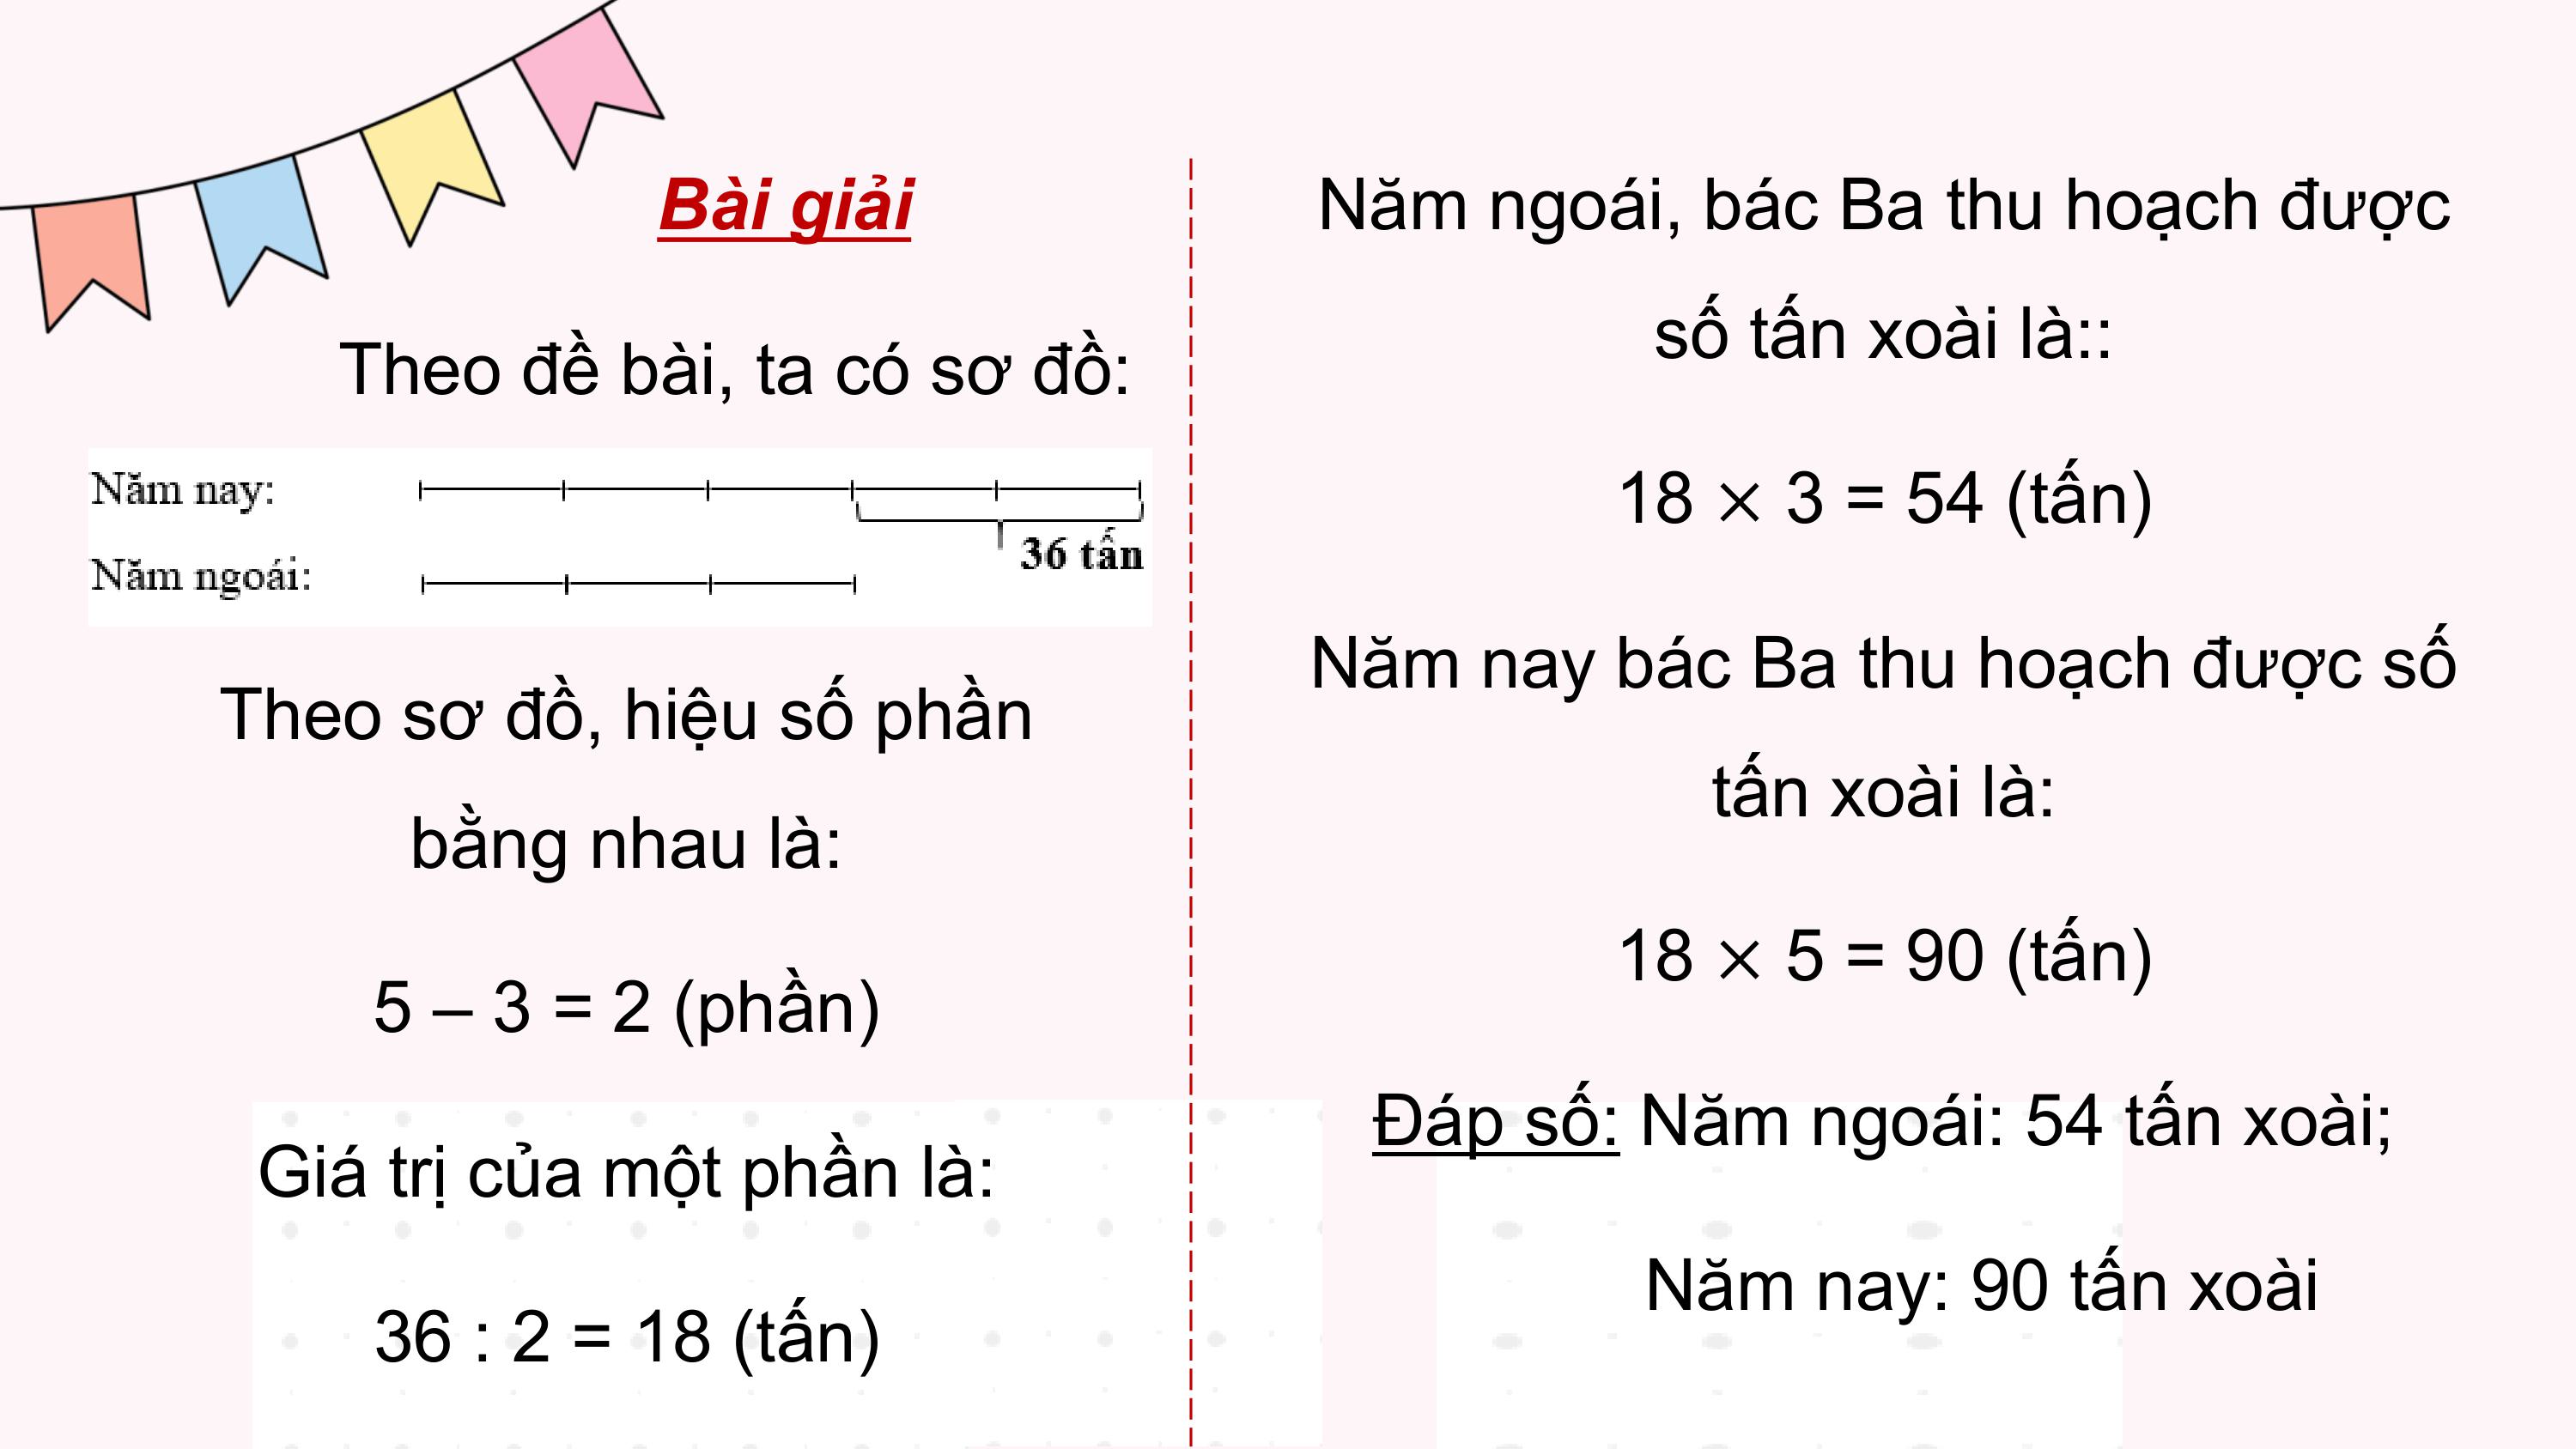 Bài giải
Theo đề bài, ta có sơ đồ:
Năm nay:
36 tấn
Năm ngoái:
Theo sơ đồ, hiệu số phần
bằng nhau là:
5 – 3 = 2 (phần)
Giá trị của một phần là:
36 : 2 = 18 (tấn)
Năm ngoái, bác Ba thu hoạch được
số tấn xoài là::
18 × 3 = 54 (tấn)
Năm nay bác Ba thu hoạch được số
tấn xoài là:
18 × 5 = 90 (tấn)
Đáp số: Năm ngoái: 54 tấn xoài;
Năm nay: 90 tấn xoài